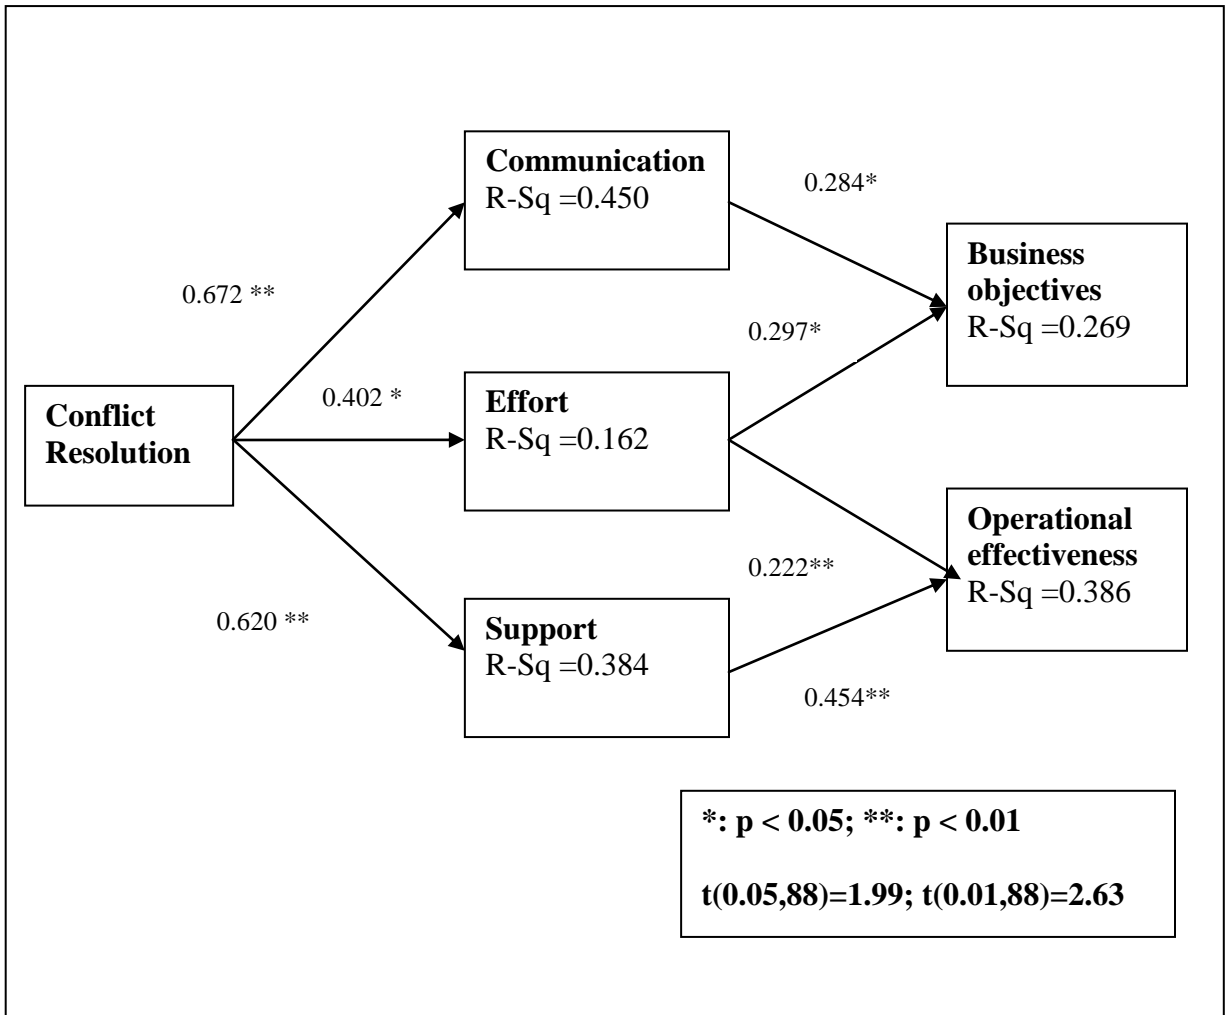 Communication
R-Sq =0.450
0.284*
Business
objectives
R-Sq =0.269
0.672 **
0.297*
0.402 *
Effort
R-Sq =0.162
Conflict
Resolution
Operational
effectiveness
R-Sq =0.386
0.222**
0.620 **
Support
R-Sq =0.384
0.454**
*: p < 0.05; **: p < 0.01
t(0.05,88)=1.99; t(0.01,88)=2.63